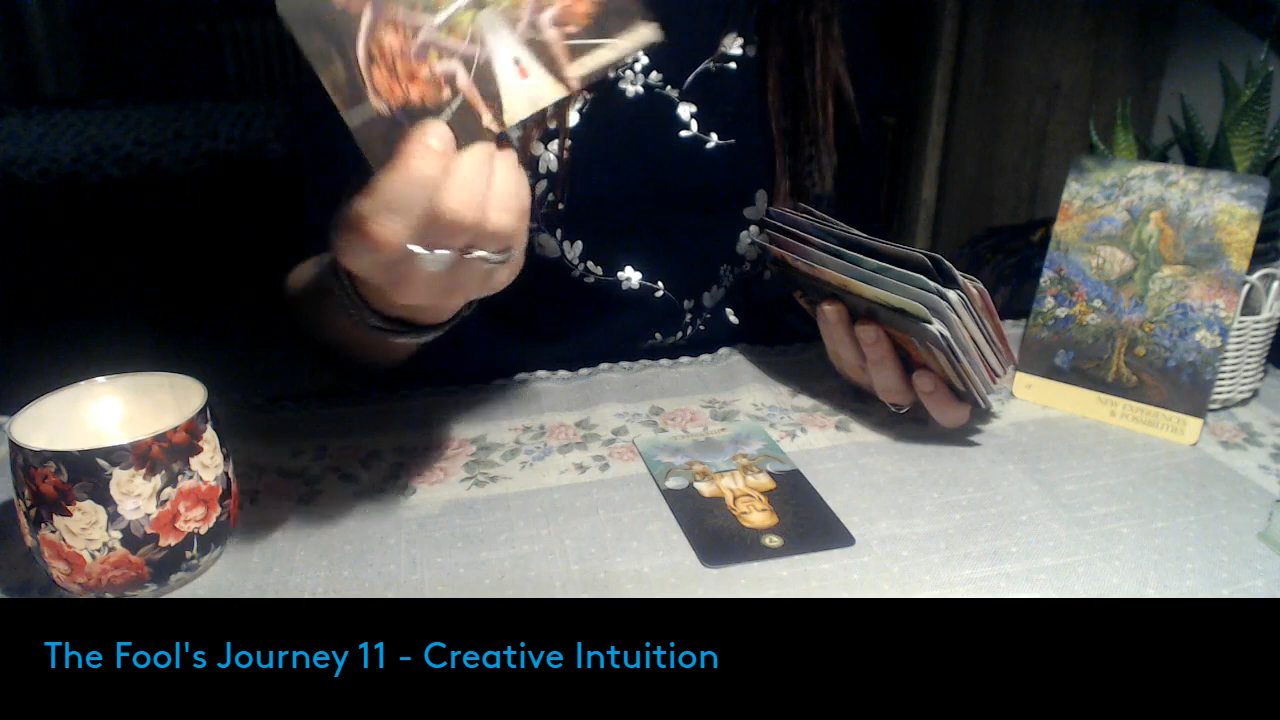 NEW EXPERIENCES
& POSSIBILITIES
The Fool's Journey 11 - Creative Intuition